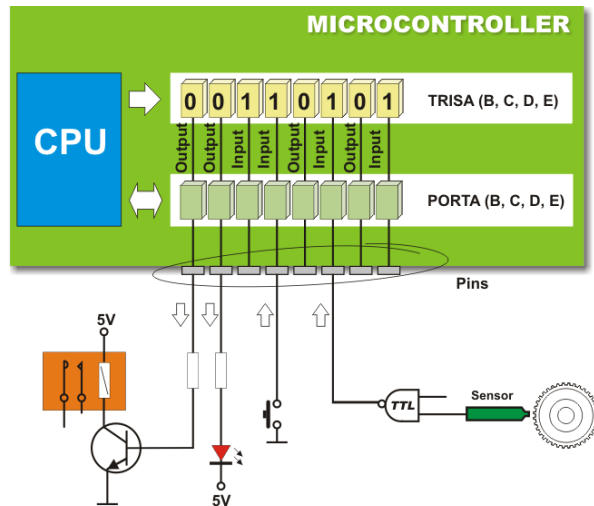 MICROCONTROLLER
CPU
0 0 1 1 0 1 0 1
TRISA (B, C, D, E)
Output
Output
Input
Input
Output
Input
Output
Input
PORTA (B, C, D, E)
Pins
5V
Sensor
TTL
5V